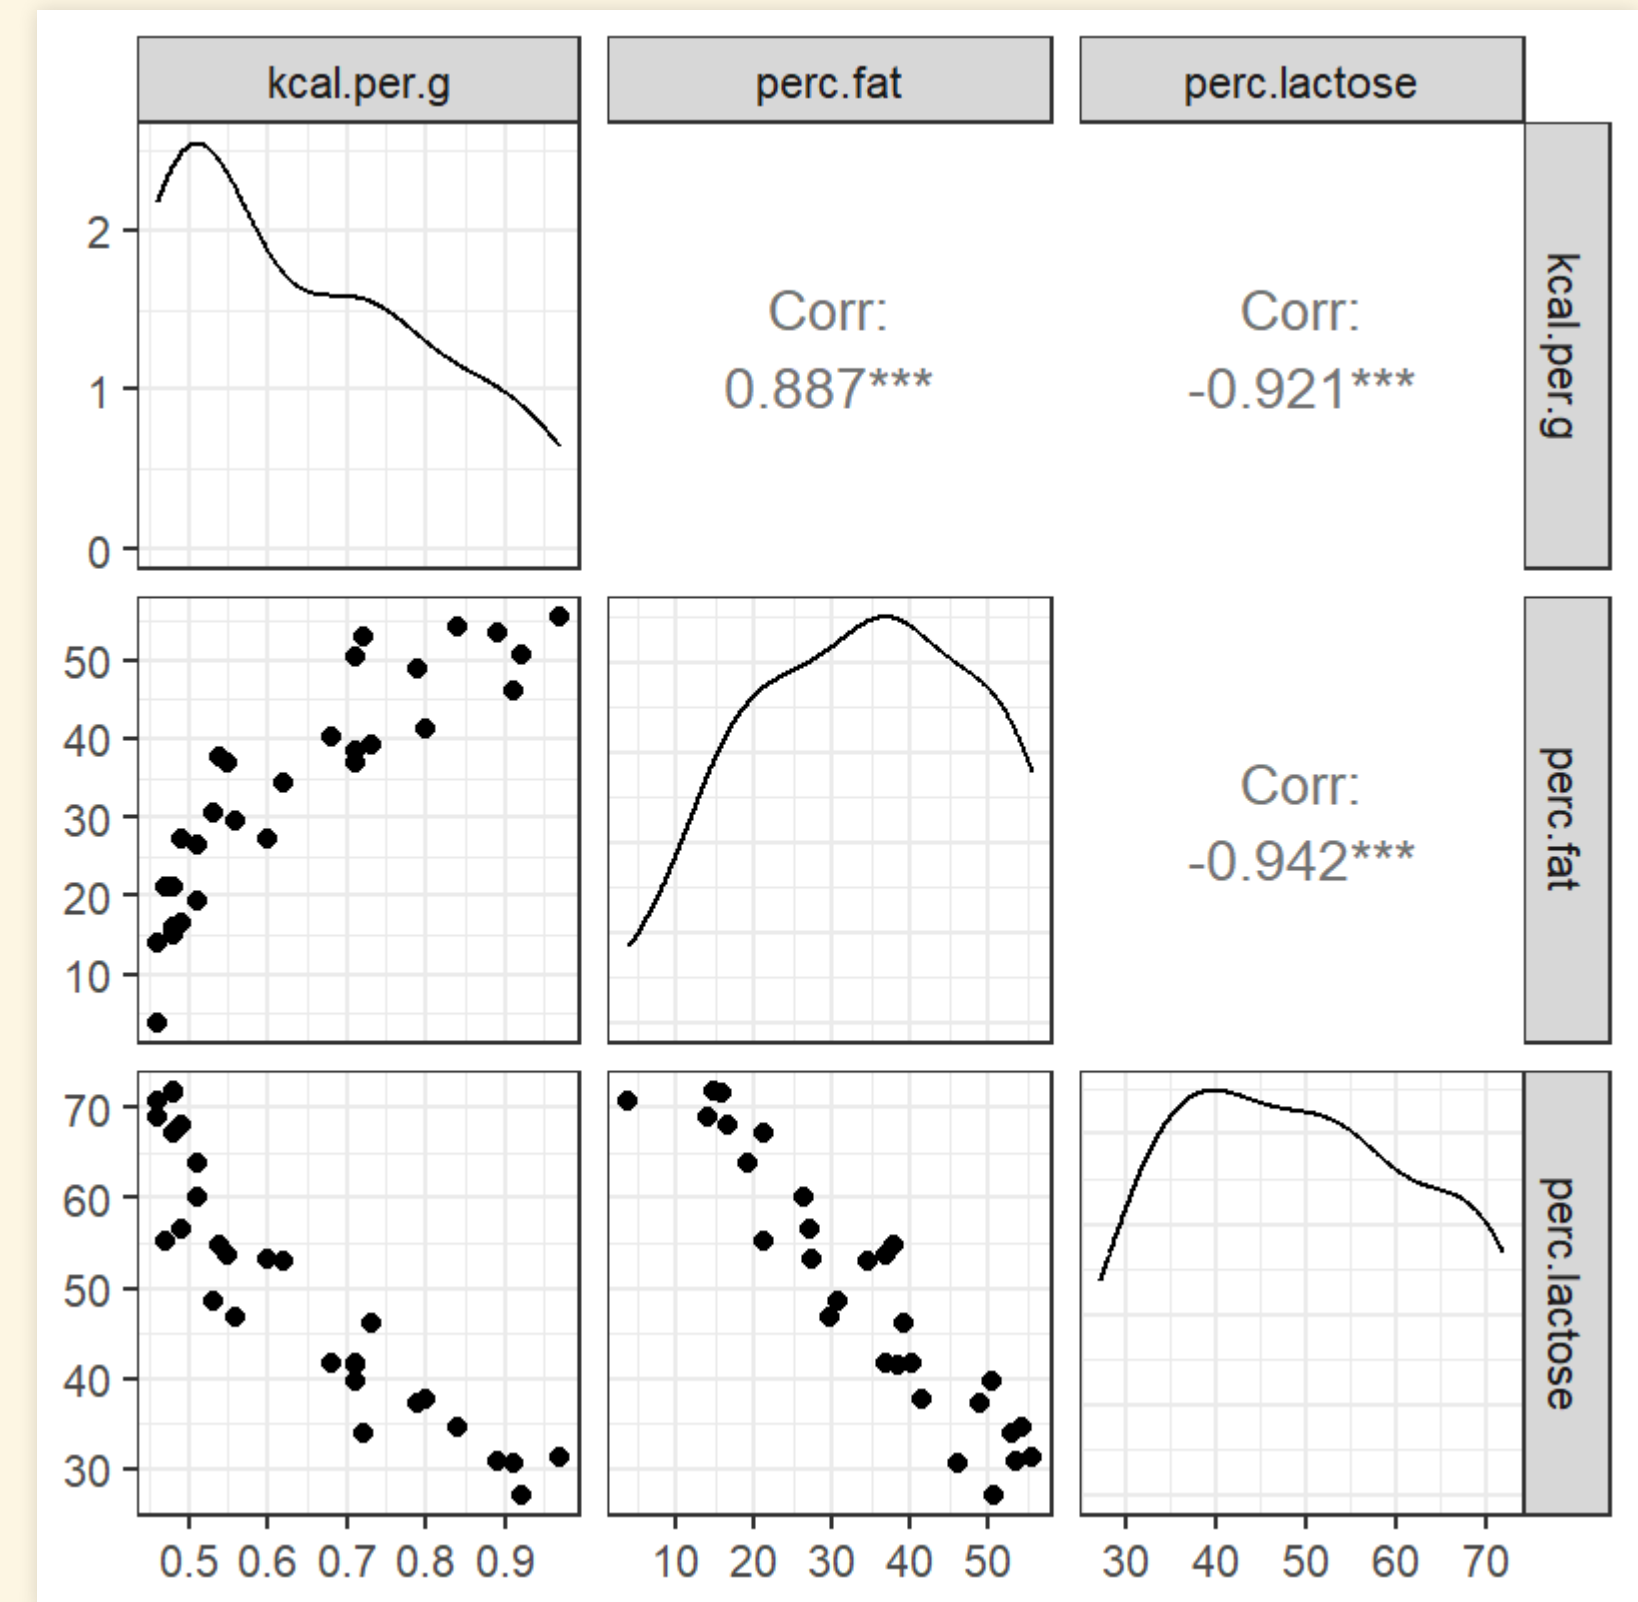 kcal.per.g
perc.fat
perc.lactose
2
1
0
Corr:
0.887***
Corr:
-0.921***
kcal.per.g
50
40
30
20
10
Corr:
-0.942***
perc.fat
70
60
50
40
30
perc.lactose
0.5 0.6 0.7 0.8 0.9
10 20 30 40 50
30 40 50 60 70